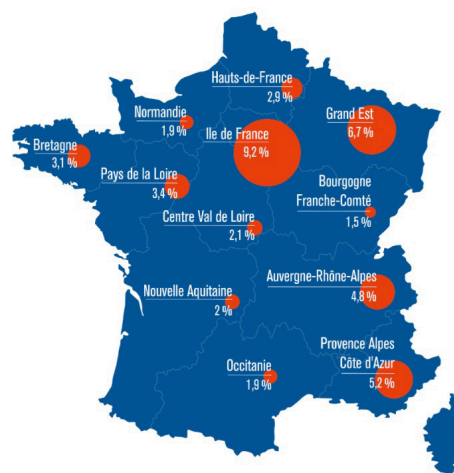 Hauts-de-France
2,9 %
Normandie
1,9 %
Grand Est
6,7 %
Ile de France
9,2 %
Bretagne
3,1 %
Pays de la Loire
3,4 %
Bourgogne
Franche-Comté
1,5 %
Centre Val de Loire
2,1 %
Auvergne-Rhône-Alpes
4,8 %
Nouvelle Aquitaine
2 %
Provence Alpes
Côte d'Azur
5,2 %
Occitanie
1,9 %